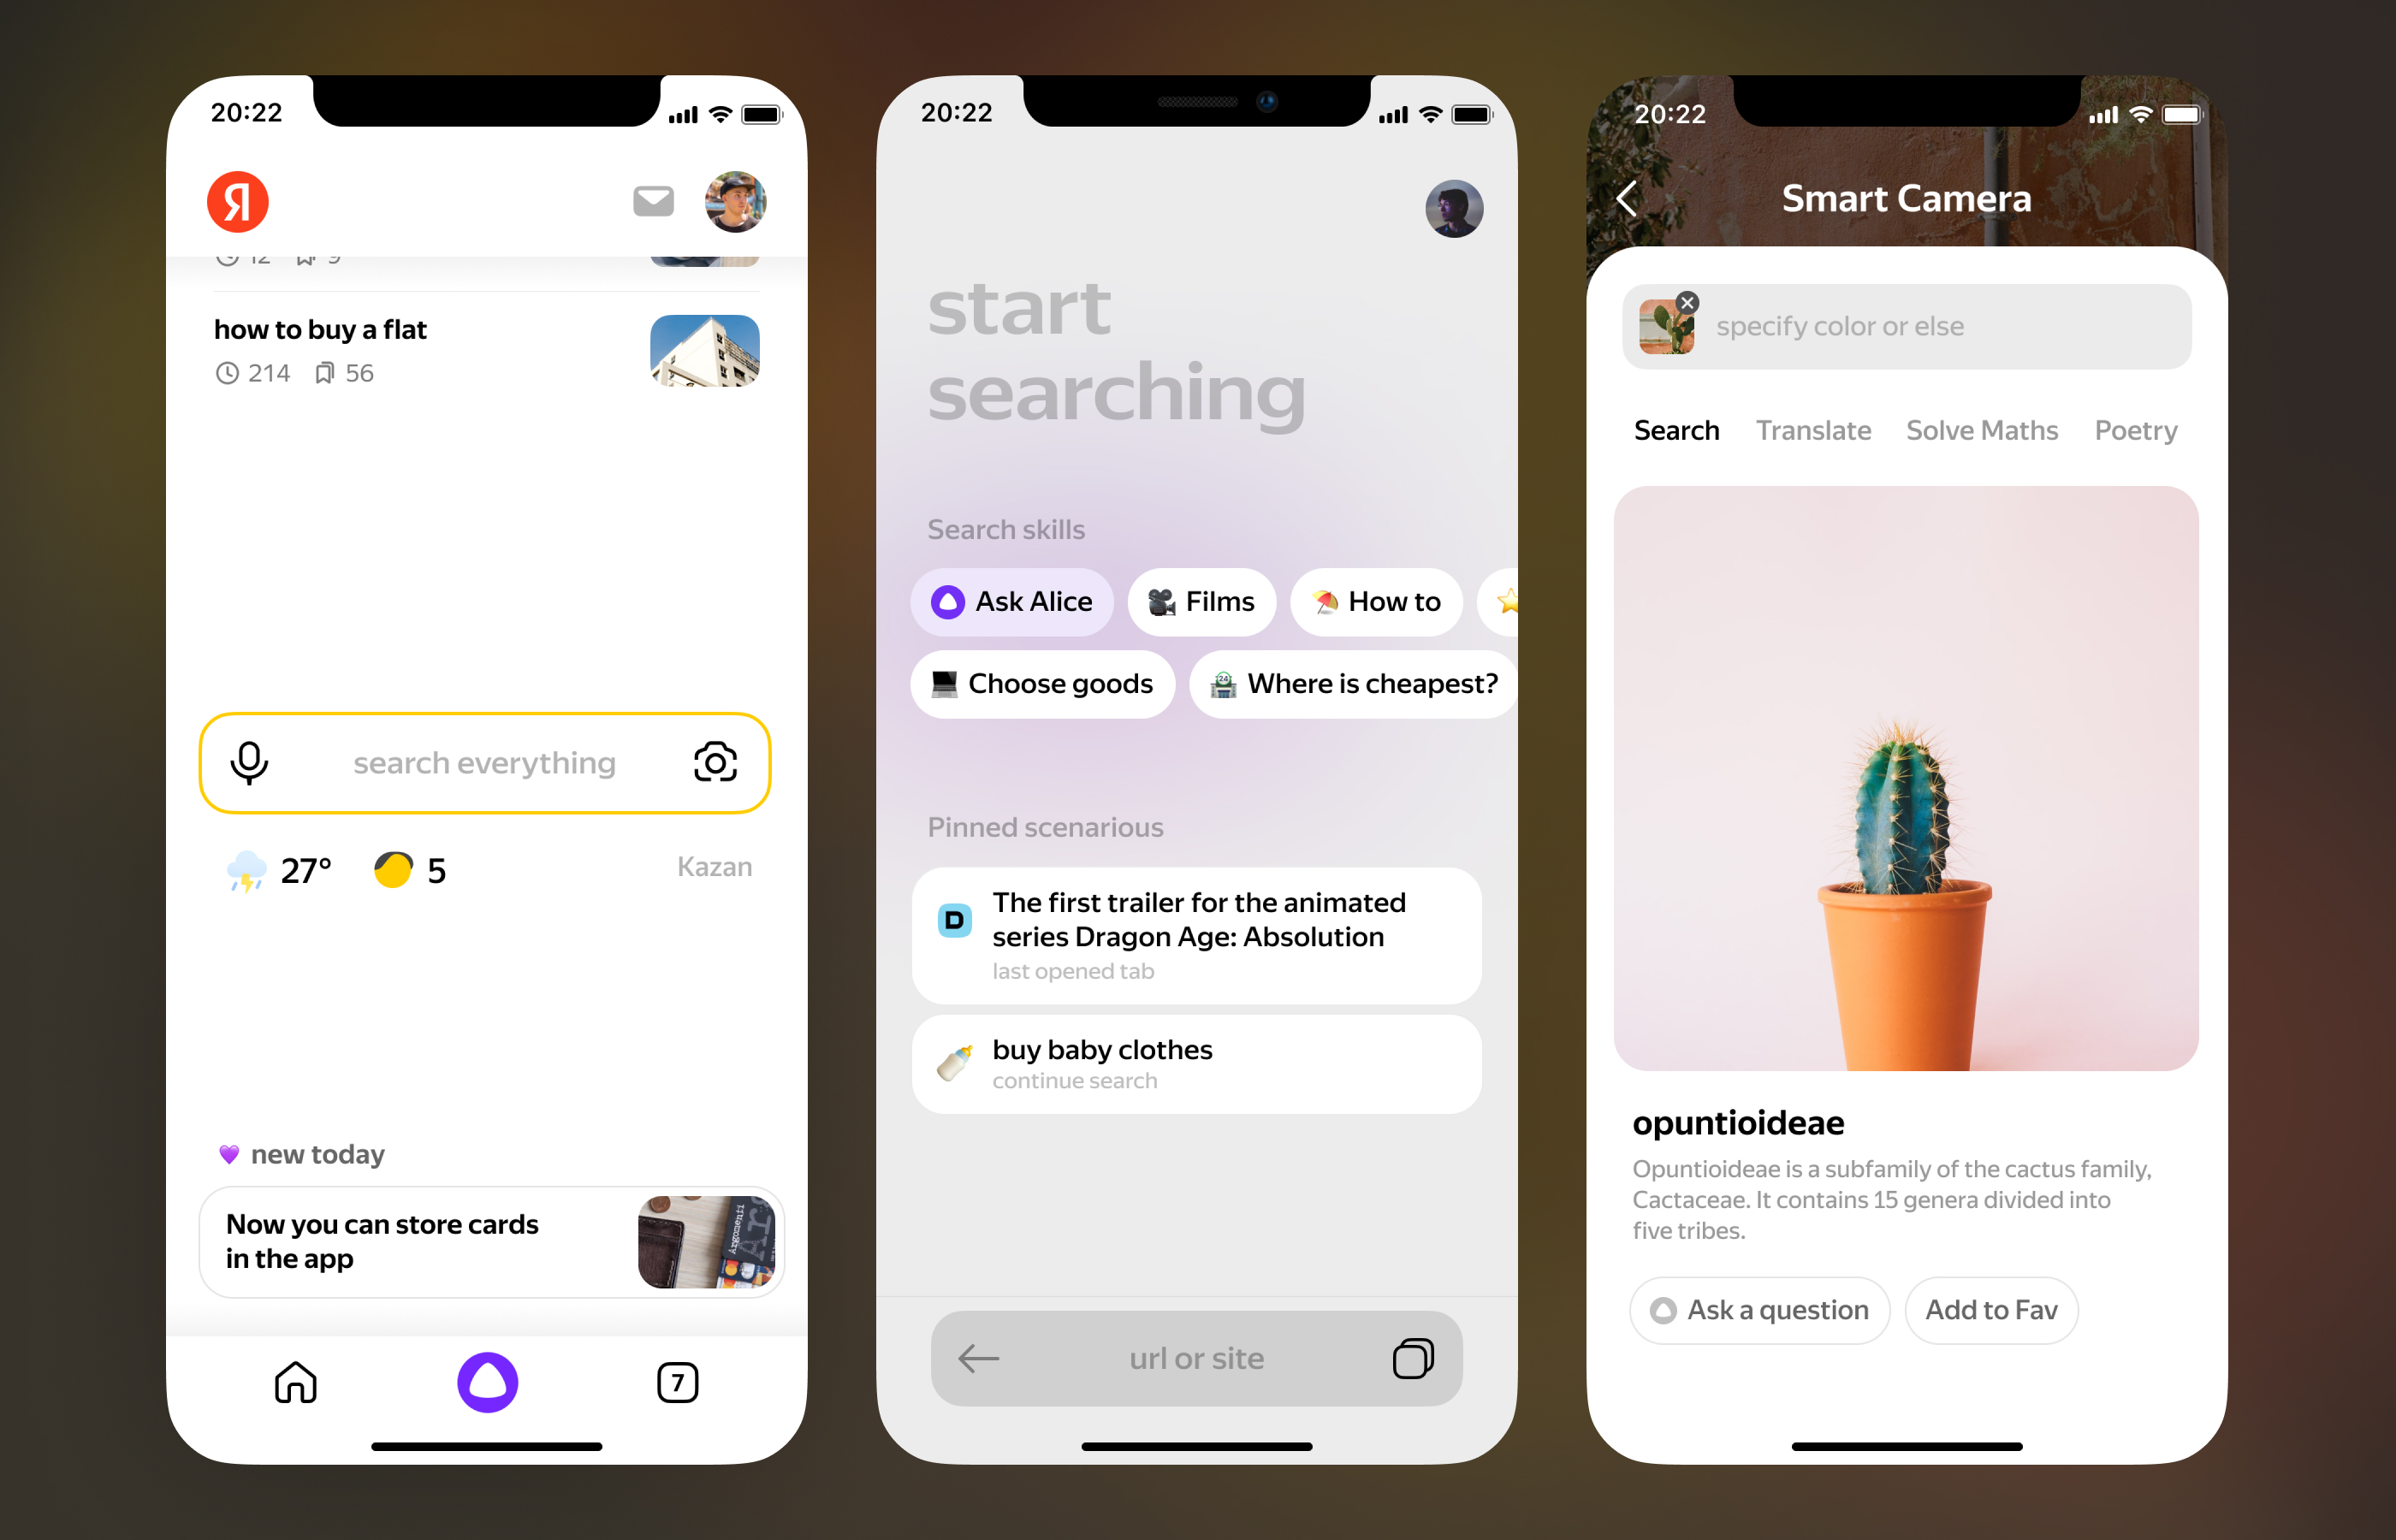 20:22
Я
12 9
how to buy a flat
214 56
search everything
27° 5 Kazan
new today
Now you can store cards
in the app
Argomenti
Ar
7
20:22
start
searching
Search skills
Ask Alice
Films
How to
Choose goods
24
Where is cheapest?
Pinned scenarious
D
The first trailer for the animated
series Dragon Age: Absolution
last opened tab
buy baby clothes
continue search
url or site
20:22
Smart Camera
specify color or else
Search Translate Solve Maths Poetry
opuntioideae
Opuntioideae is a subfamily of the cactus family,
Cactaceae. It contains 15 genera divided into
five tribes.
Ask a question
Add to Fav